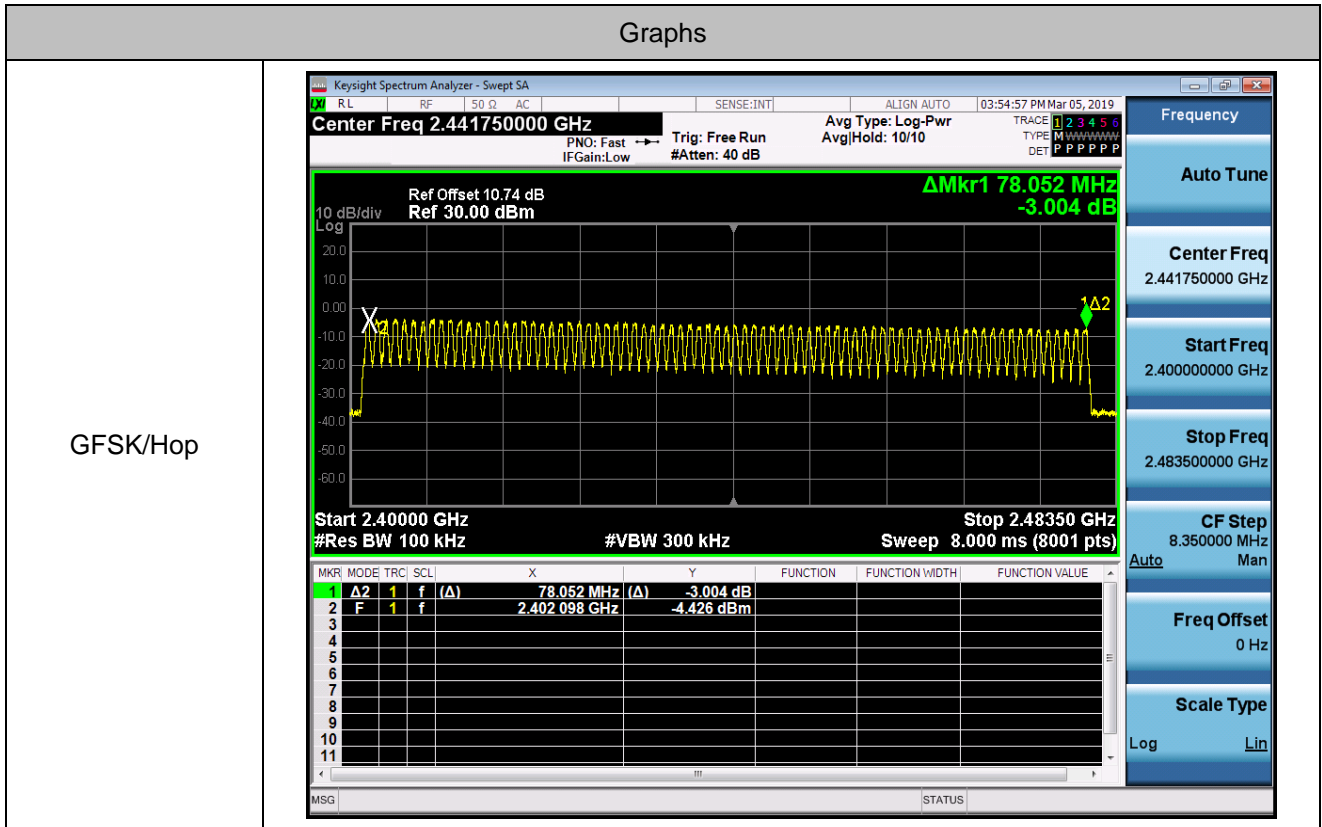 Graphs
GFSK/Hop
Keysight Spectrum Analyzer - Swept SA
LXI RL RF 50 Ω AC SENSE:INT ALIGN AUTO 03:54:57 PM Mar 05, 2019
Center Freq 2.441750000 GHz
PNO: Fast
IFGain:Low
Trig: Free Run
#Atten: 40 dB
Avg Type: Log-Pwr
Avg|Hold: 10/10
TRACE 1 2 3 4 5 6
TYPE M W W W W W
DET P P P P P P
ΔMkr1 78.052 MHz
-3.004 dB
Ref Offset 10.74 dB
10 dB/div Ref 30.00 dBm
Log
20.0
10.0
0.00
-10.0
-20.0
-30.0
-40.0
-50.0
-60.0
X2
1Δ2
Start 2.40000 GHz Stop 2.48350 GHz
#Res BW 100 kHz #VBW 300 kHz Sweep 8.000 ms (8001 pts)
MKR MODE TRC SCL X Y FUNCTION FUNCTION WIDTH FUNCTION VALUE
1 Δ2 1 f (Δ) 78.052 MHz (Δ) -3.004 dB
2 F 1 f 2.402 098 GHz -4.426 dBm
3
4
5
6
7
8
9
10
11
MSG STATUS
Frequency
Auto Tune
Center Freq
2.441750000 GHz
Start Freq
2.400000000 GHz
Stop Freq
2.483500000 GHz
CF Step
8.350000 MHz
Auto Man
Freq Offset
0 Hz
Scale Type
Log Lin